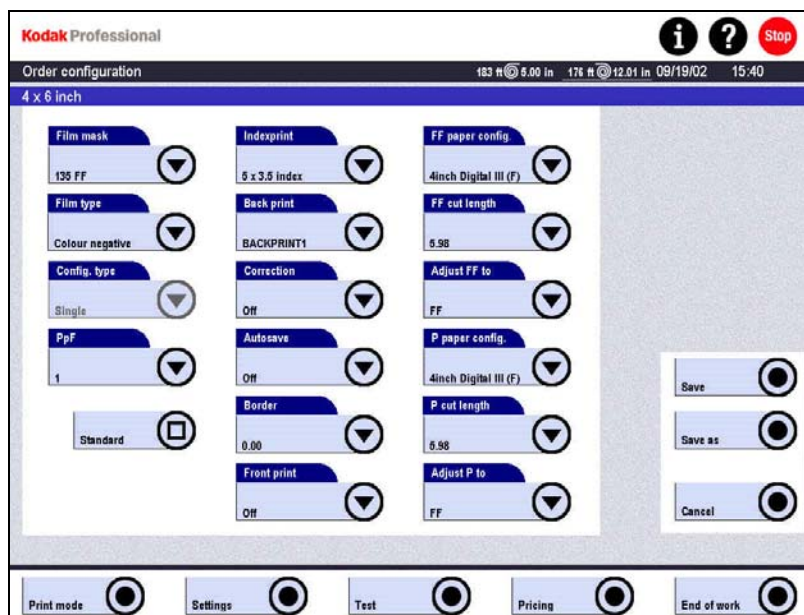 Kodak Professional
i ? Stop
Order configuration 183 ft 5.00 in 176 ft 12.01 in 09/19/02 15:40
4 x 6 inch
Film mask
135 FF
Film type
Colour negative
Config. type
Single
PpF
1
Standard
Indexprint
5 x 3.5 index
Back print
BACKPRINT1
Correction
Off
Autosave
Off
Border
0.00
Front print
Off
FF paper config.
4inch Digital III (F)
FF cut length
5.98
Adjust FF to
FF
P paper config.
4inch Digital III (F)
P cut length
5.98
Adjust P to
FF
Save
Save as
Cancel
Print mode
Settings
Test
Pricing
End of work